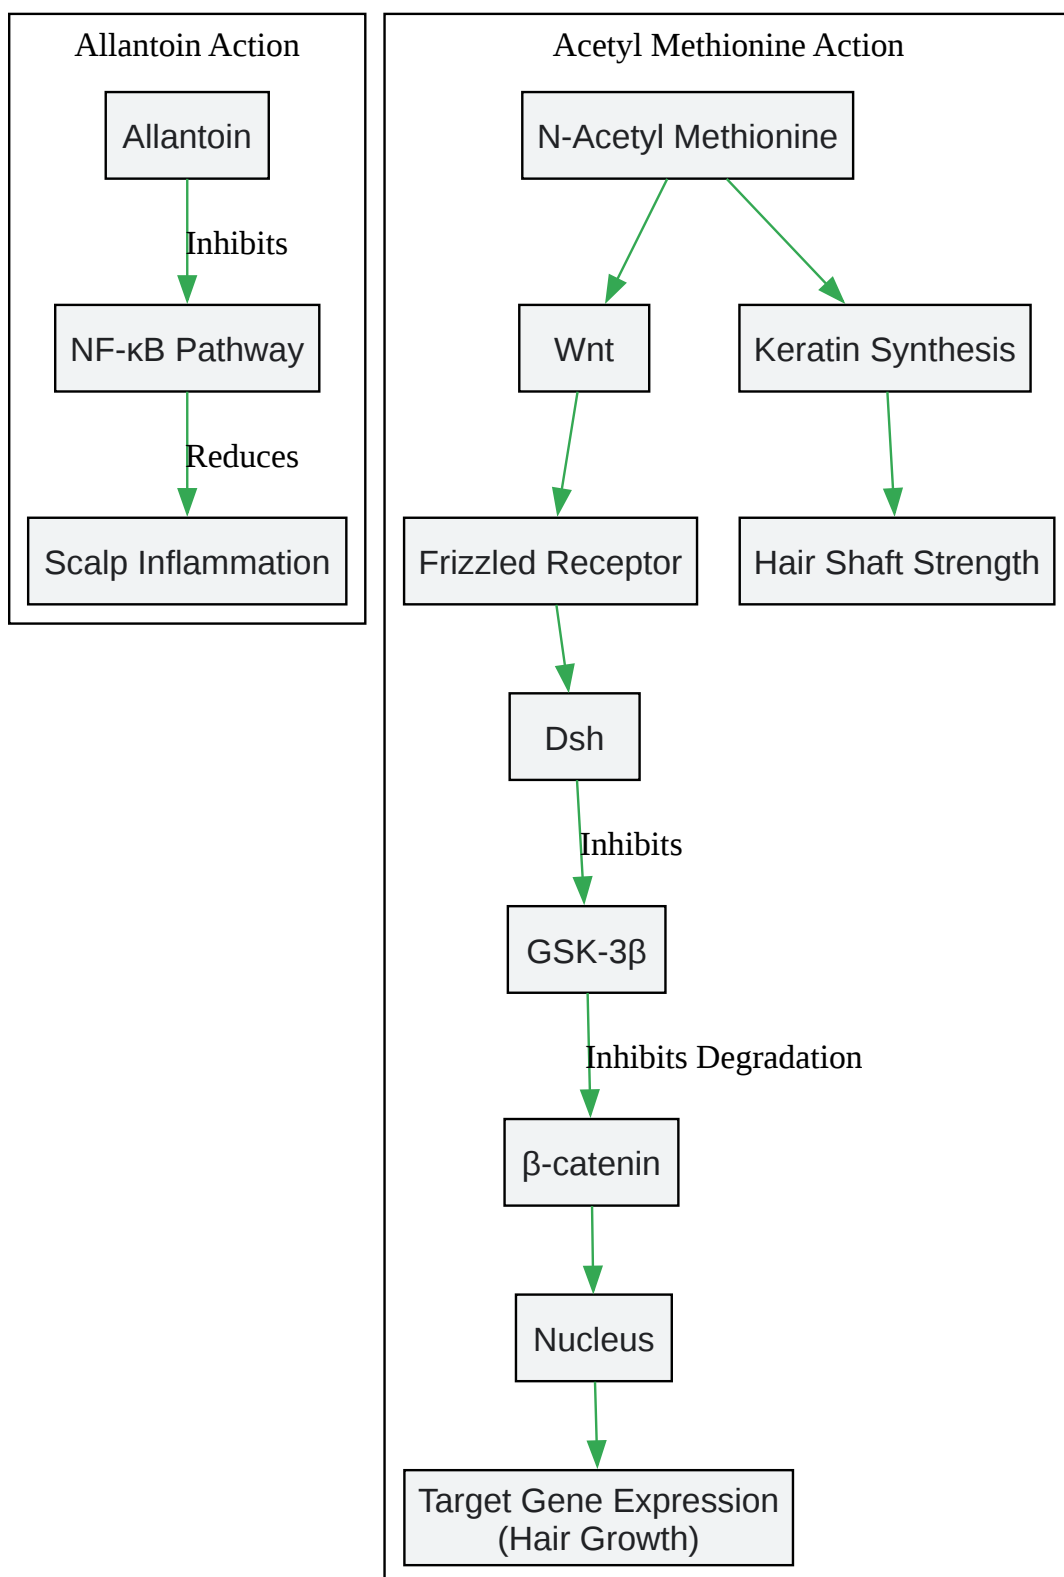 Allantoin Action
Allantoin
Inhibits
NF-κB Pathway
Reduces
Scalp Inflammation
Acetyl Methionine Action
N-Acetyl Methionine
Wnt
Keratin Synthesis
Frizzled Receptor
Hair Shaft Strength
Dsh
Inhibits
GSK-3β
Inhibits Degradation
β-catenin
Nucleus
Target Gene Expression
(Hair Growth)